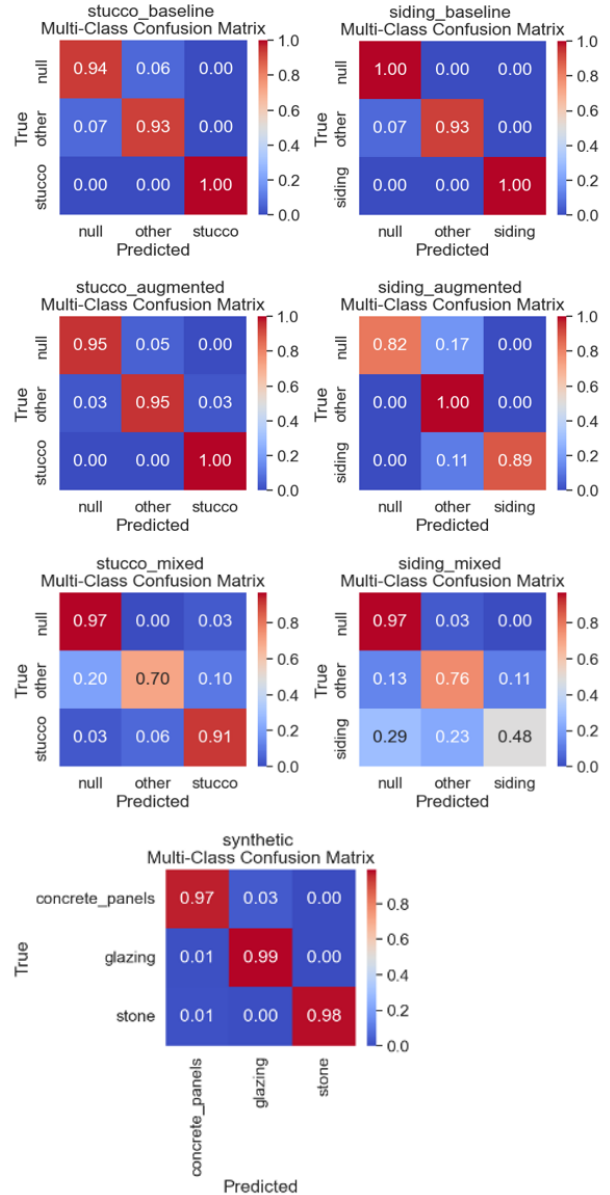 stucco_baseline
Multi-Class Confusion Matrix
null 0.94 0.06 0.00
other 0.07 0.93 0.00
stucco 0.00 0.00 1.00
True
null other stucco
Predicted
1.0
0.8
0.6
0.4
0.2
0.0
siding_baseline
Multi-Class Confusion Matrix
null 1.00 0.00 0.00
other 0.07 0.93 0.00
siding 0.00 0.00 1.00
True
null other siding
Predicted
1.0
0.8
0.6
0.4
0.2
0.0
stucco_augmented
Multi-Class Confusion Matrix
null 0.95 0.05 0.00
other 0.03 0.95 0.03
stucco 0.00 0.00 1.00
True
null other stucco
Predicted
1.0
0.8
0.6
0.4
0.2
0.0
siding_augmented
Multi-Class Confusion Matrix
null 0.82 0.17 0.00
other 0.00 1.00 0.00
siding 0.00 0.11 0.89
True
null other siding
Predicted
1.0
0.8
0.6
0.4
0.2
0.0
stucco_mixed
Multi-Class Confusion Matrix
null 0.97 0.00 0.03
other 0.20 0.70 0.10
stucco 0.03 0.06 0.91
True
null other stucco
Predicted
0.8
0.6
0.4
0.2
0.0
siding_mixed
Multi-Class Confusion Matrix
null 0.97 0.03 0.00
other 0.13 0.76 0.11
siding 0.29 0.23 0.48
True
null other siding
Predicted
0.8
0.6
0.4
0.2
0.0
synthetic
Multi-Class Confusion Matrix
concrete_panels 0.97 0.03 0.00
glazing 0.01 0.99 0.00
stone 0.01 0.00 0.98
True
concrete_panels glazing stone
Predicted
0.8
0.6
0.4
0.2
0.0